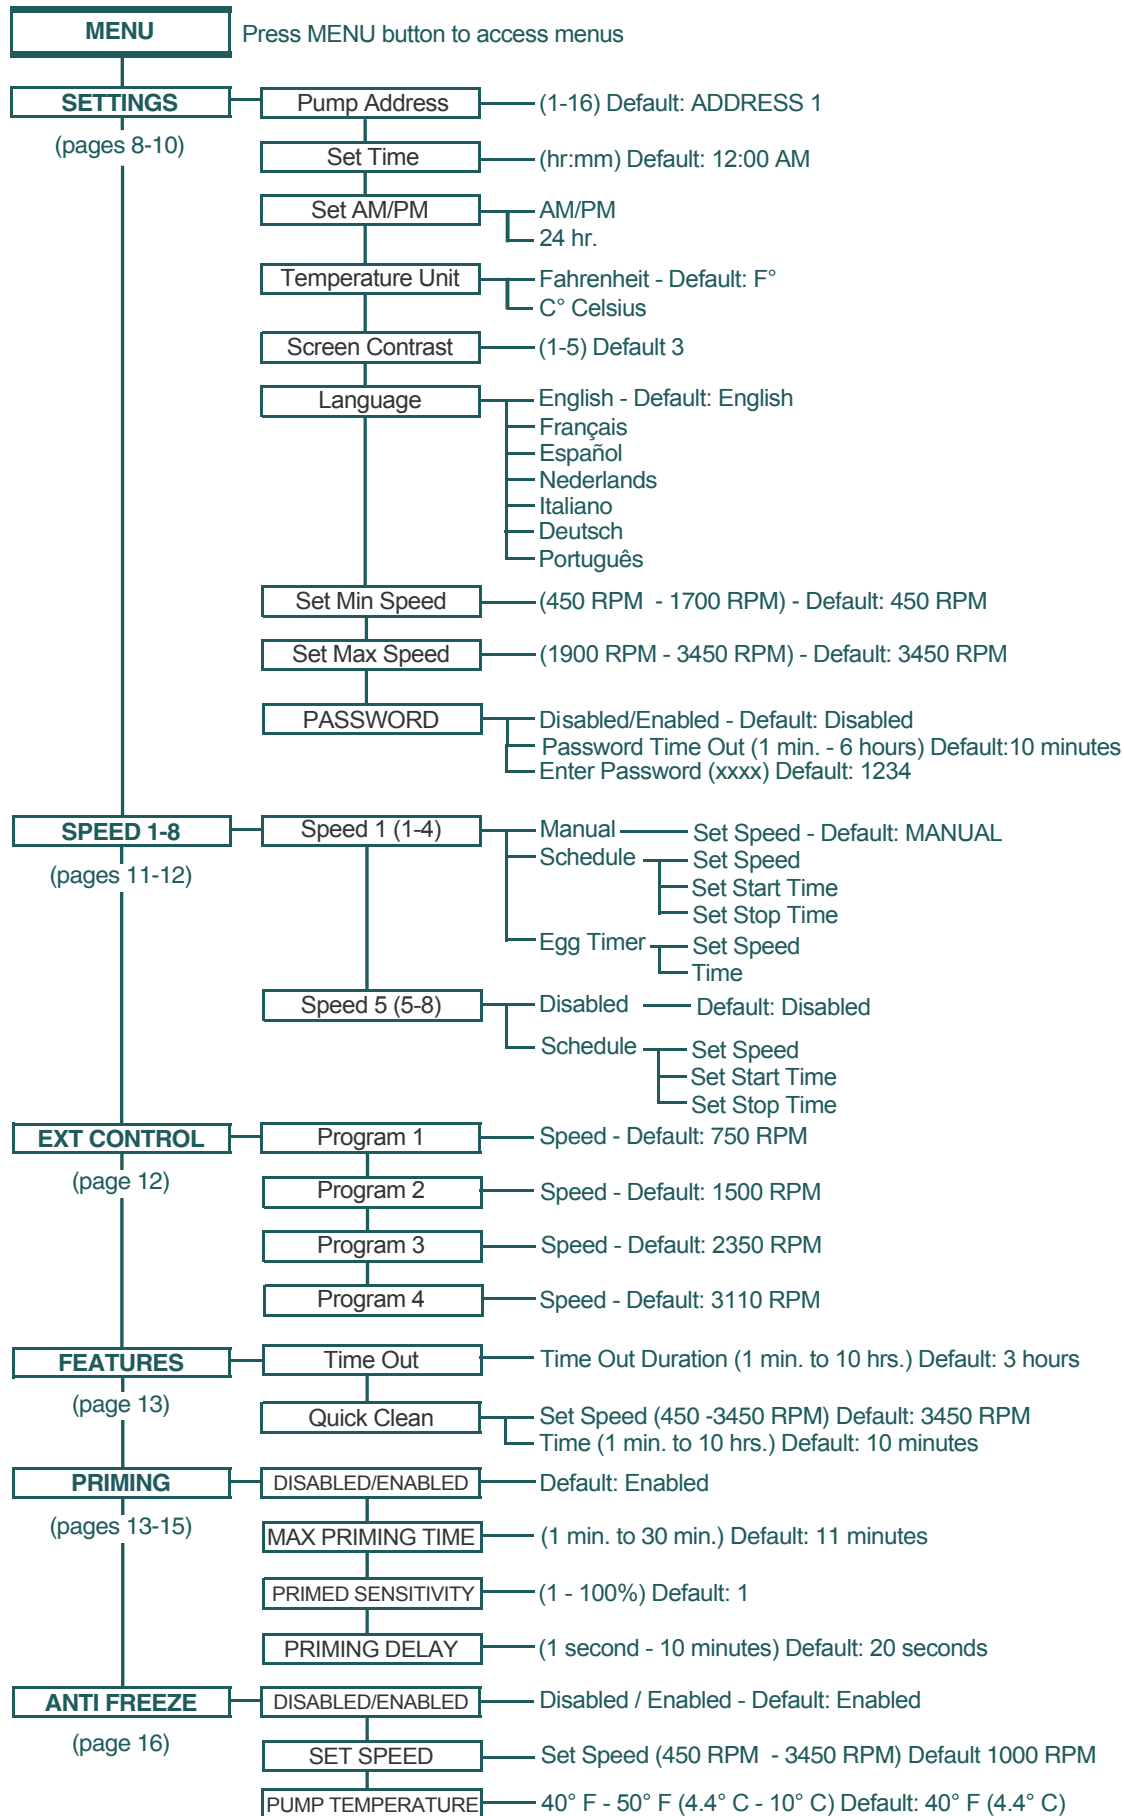 MENU Press MENU button to access menus
SETTINGS Pump Address (1-16) Default: ADDRESS 1
(pages 8-10)
Set Time (hr:mm) Default: 12:00 AM
Set AM/PM AM/PM
24 hr.
Temperature Unit Fahrenheit - Default: F°
C° Celsius
Screen Contrast (1-5) Default 3
Language English - Default: English
Français
Español
Nederlands
Italiano
Deutsch
Português
Set Min Speed (450 RPM - 1700 RPM) - Default: 450 RPM
Set Max Speed (1900 RPM - 3450 RPM) - Default: 3450 RPM
PASSWORD Disabled/Enabled - Default: Disabled
Password Time Out (1 min. - 6 hours) Default:10 minutes
Enter Password (xxxx) Default: 1234
SPEED 1-8 Speed 1 (1-4) Manual Set Speed - Default: MANUAL
(pages 11-12)
Schedule Set Speed
Set Start Time
Set Stop Time
Egg Timer Set Speed
Time
Speed 5 (5-8) Disabled Default: Disabled
Schedule Set Speed
Set Start Time
Set Stop Time
EXT CONTROL Program 1 Speed - Default: 750 RPM
(page 12)
Program 2 Speed - Default: 1500 RPM
Program 3 Speed - Default: 2350 RPM
Program 4 Speed - Default: 3110 RPM
FEATURES Time Out Time Out Duration (1 min. to 10 hrs.) Default: 3 hours
(page 13)
Quick Clean Set Speed (450 -3450 RPM) Default: 3450 RPM
Time (1 min. to 10 hrs.) Default: 10 minutes
PRIMING DISABLED/ENABLED Default: Enabled
(pages 13-15)
MAX PRIMING TIME (1 min. to 30 min.) Default: 11 minutes
PRIMED SENSITIVITY (1 - 100%) Default: 1
PRIMING DELAY (1 second - 10 minutes) Default: 20 seconds
ANTI FREEZE DISABLED/ENABLED Disabled / Enabled - Default: Enabled
(page 16)
SET SPEED Set Speed (450 RPM - 3450 RPM) Default 1000 RPM
PUMP TEMPERATURE 40° F - 50° F (4.4° C - 10° C) Default: 40° F (4.4° C)